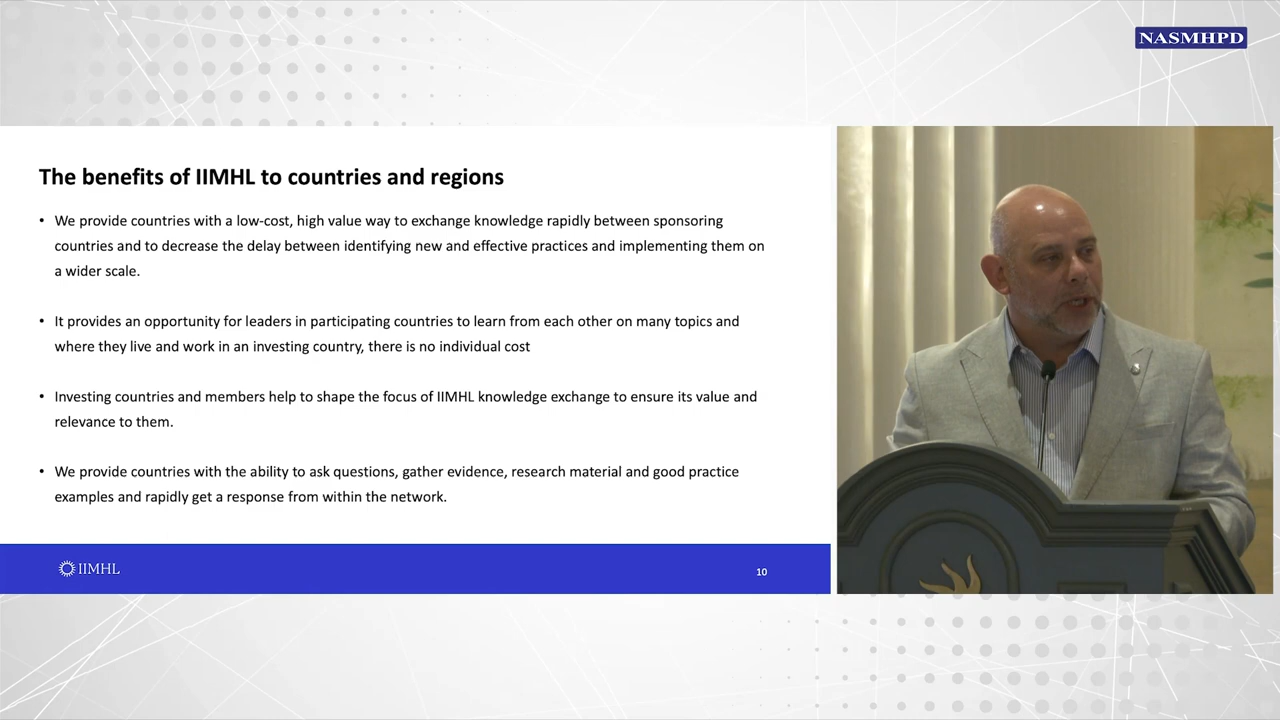 NASMHPD
The benefits of IIMHL to countries and regions
• We provide countries with a low-cost, high value way to exchange knowledge rapidly between sponsoring
countries and to decrease the delay between identifying new and effective practices and implementing them on
a wider scale.
• It provides an opportunity for leaders in participating countries to learn from each other on many topics and
where they live and work in an investing country, there is no individual cost
• Investing countries and members help to shape the focus of IIMHL knowledge exchange to ensure its value and
relevance to them.
• We provide countries with the ability to ask questions, gather evidence, research material and good practice
examples and rapidly get a response from within the network.
IIMHL
10